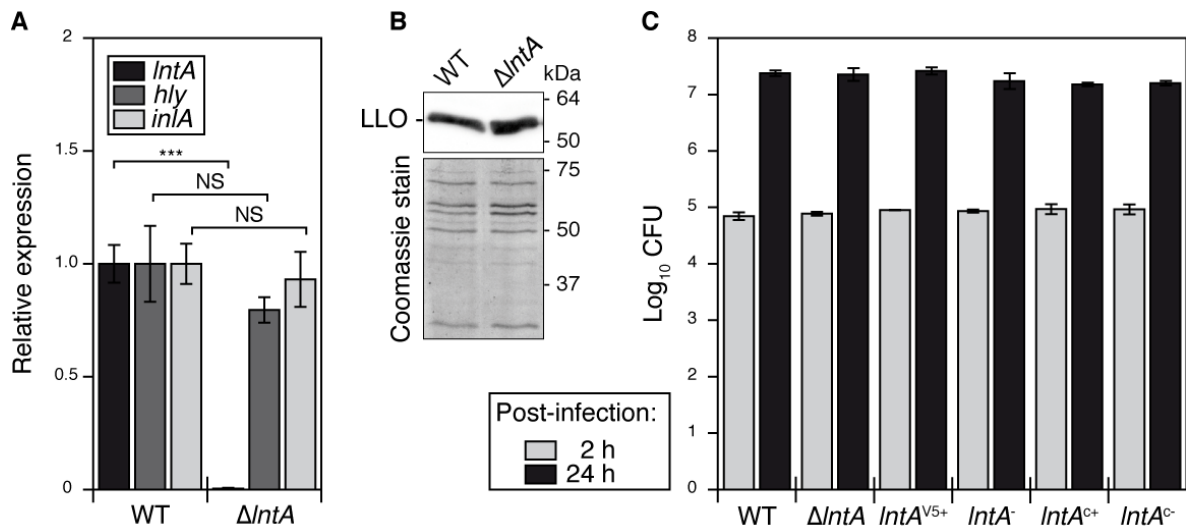 A
2
1.5
1.0
0.5
0
Relative expression
lntA
hly
inlA
***
NS
NS
WT
ΔlntA
B
WT
ΔlntA
kDa
LLO
64
50
Coomassie stain
75
50
37
Post-infection:
2 h
24 h
C
8
7
6
5
4
3
2
1
0
Log₁₀ CFU
WT
ΔlntA
lntAⱽ⁵⁺
lntA⁻
lntAᶜ⁺
lntAᶜ⁻